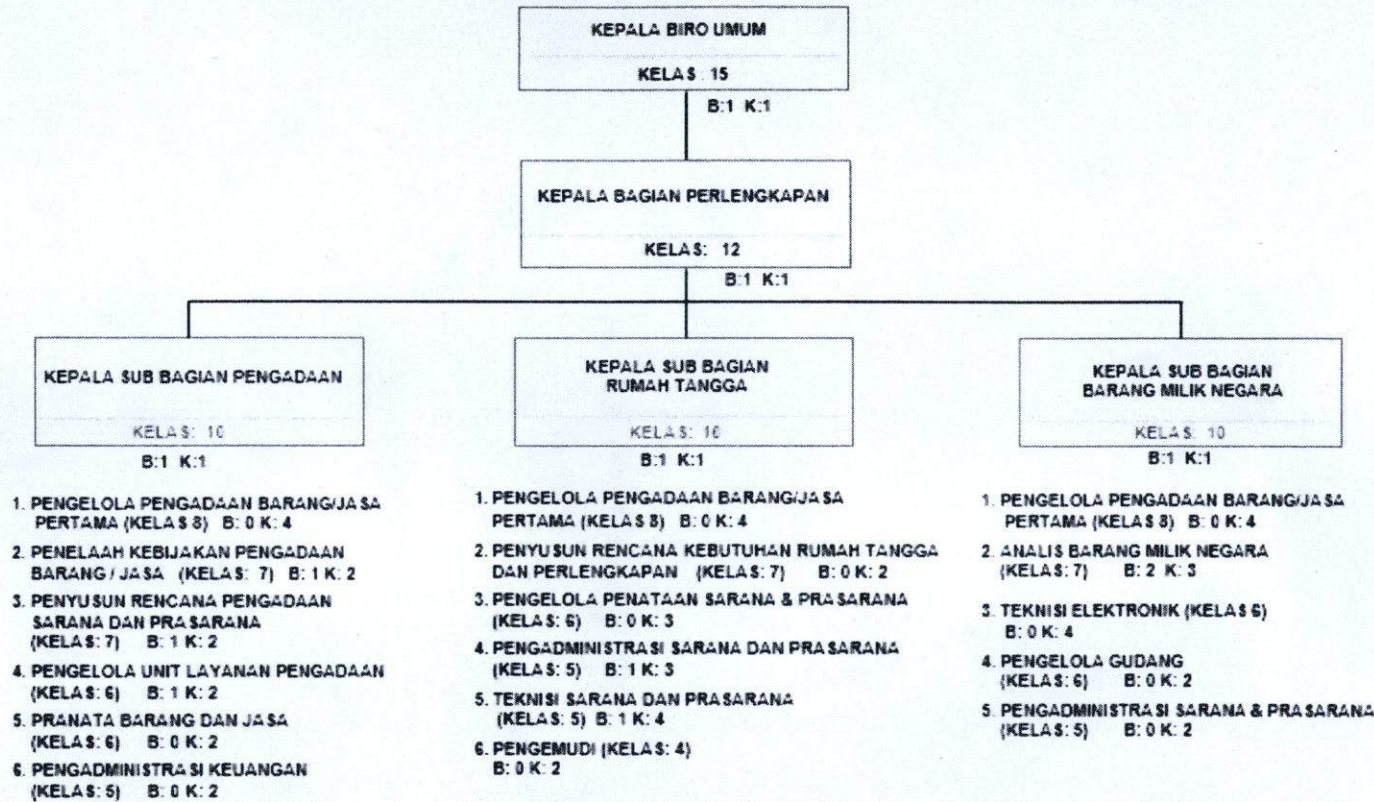 KEPALA BIRO UMUM
KELAS: 15
B:1 K:1
KEPALA BAGIAN PERLENGKAPAN
KELAS: 12
B:1 K:1
KEPALA SUB BAGIAN PENGADAAN
KELAS: 10
B:1 K:1
1. PENGELOLA PENGADAAN BARANG/JASA
PERTAMA (KELAS 8) B: 0 K: 4
2. PENELAAH KEBIJAKAN PENGADAAN
BARANG / JASA (KELAS: 7) B: 1 K: 2
3. PENYUSUN RENCANA PENGADAAN
SARANA DAN PRASARANA
(KELAS: 7) B: 1 K: 2
4. PENGELOLA UNIT LAYANAN PENGADAAN
(KELAS: 6) B: 1 K: 2
5. PRANATA BARANG DAN JASA
(KELAS: 6) B: 0 K: 2
6. PENGADMINISTRASI KEUANGAN
(KELAS: 5) B: 0 K: 2
KEPALA SUB BAGIAN
RUMAH TANGGA
KELAS: 10
B:1 K:1
1. PENGELOLA PENGADAAN BARANG/JASA
PERTAMA (KELAS 8) B: 0 K: 4
2. PENYUSUN RENCANA KEBUTUHAN RUMAH TANGGA
DAN PERLENGKAPAN (KELAS: 7) B: 0 K: 2
3. PENGELOLA PENATAAN SARANA & PRASARANA
(KELAS: 6) B: 0 K: 3
4. PENGADMINISTRASI SARANA DAN PRASARANA
(KELAS: 5) B: 1 K: 3
5. TEKNISI SARANA DAN PRASARANA
(KELAS: 5) B: 1 K: 4
6. PENGEMUDI (KELAS: 4)
B: 0 K: 2
KEPALA SUB BAGIAN
BARANG MILIK NEGARA
KELAS: 10
B:1 K:1
1. PENGELOLA PENGADAAN BARANG/JASA
PERTAMA (KELAS 8) B: 0 K: 4
2. ANALIS BARANG MILIK NEGARA
(KELAS: 7) B: 2 K: 3
3. TEKNISI ELEKTRONIK (KELAS 6)
B: 0 K: 4
4. PENGELOLA GUDANG
(KELAS: 6) B: 0 K: 2
5. PENGADMINISTRASI SARANA & PRASARANA
(KELAS: 5) B: 0 K: 2